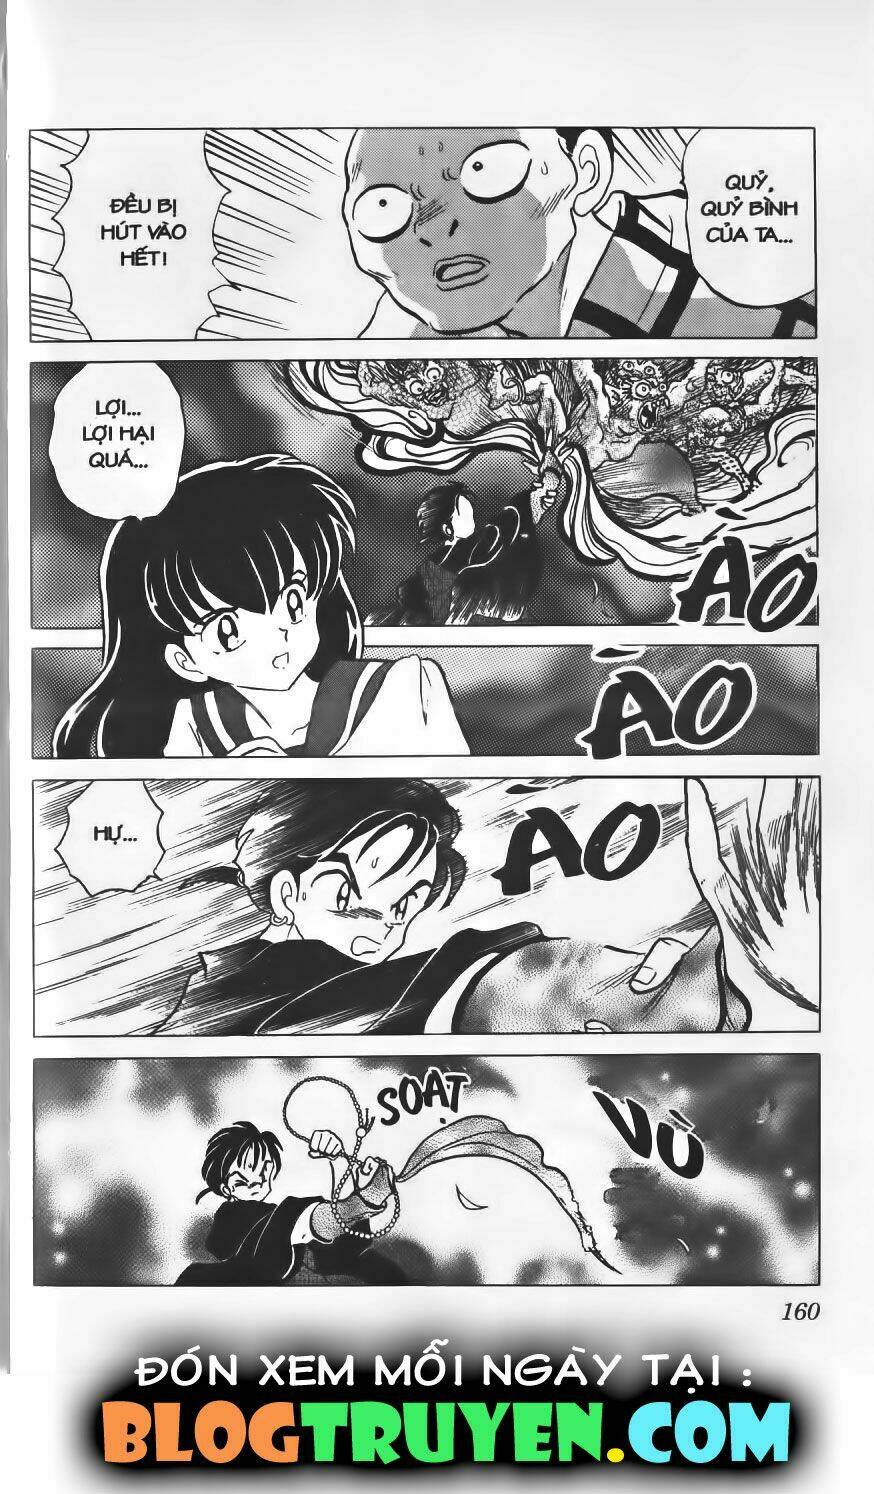 QUỶ,
QUỶ BÌNH
CỦA TA...
ĐỀU BỊ
HÚT VÀO
HẾT!
LỢI...
LỢI HẠI
QUÁ...
ÀO
ÀO
HỰ...
ÀO
SOẠT
VÙ
160
ĐÓN XEM MỖI NGÀY TẠI :
BLOGTRUYEN.COM